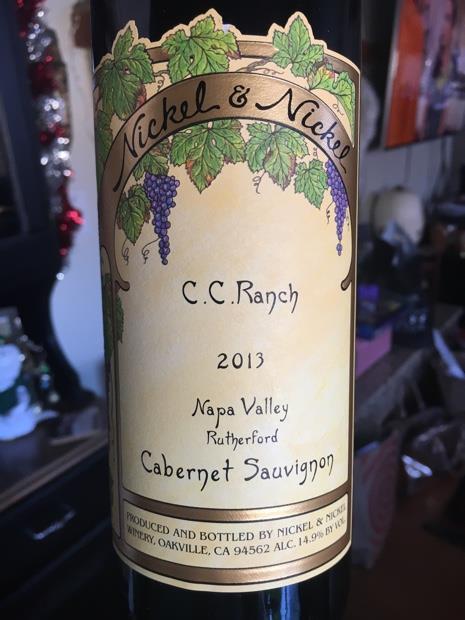 Nickel & Nickel
C.C.Ranch
2013
Napa Valley
Rutherford
Cabernet Sauvignon
PRODUCED AND BOTTLED BY NICKEL & NICKEL
WINERY, OAKVILLE, CA 94562 ALC. 14.9% BY VOL.